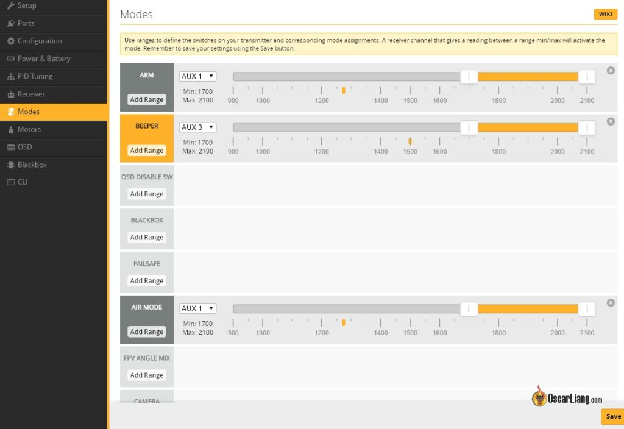 Setup
Ports
Configuration
Power & Battery
PID Tuning
Receiver
Modes
Motors
OSD
Blackbox
CLI
Modes
WIKI
Use ranges to define the switches on your transmitter and corresponding mode assignments. A receiver channel that gives a reading between a range min/max will activate the
mode. Remember to save your settings using the Save button.
ARM
Add Range
AUX 1
Min: 1700
Max: 2100
900 1000 1200 1400 1500 1600 1800 2000 2100
BEEPER
Add Range
AUX 3
Min: 1700
Max: 2100
900 1000 1200 1400 1500 1600 1800 2000 2100
OSD DISABLE SW
Add Range
BLACKBOX
Add Range
FAILSAFE
Add Range
AIR MODE
Add Range
AUX 1
Min: 1700
Max: 2100
900 1000 1200 1400 1500 1600 1800 2000 2100
FPV ANGLE MIX
Add Range
CAMERA
OscarLiang.com
Save